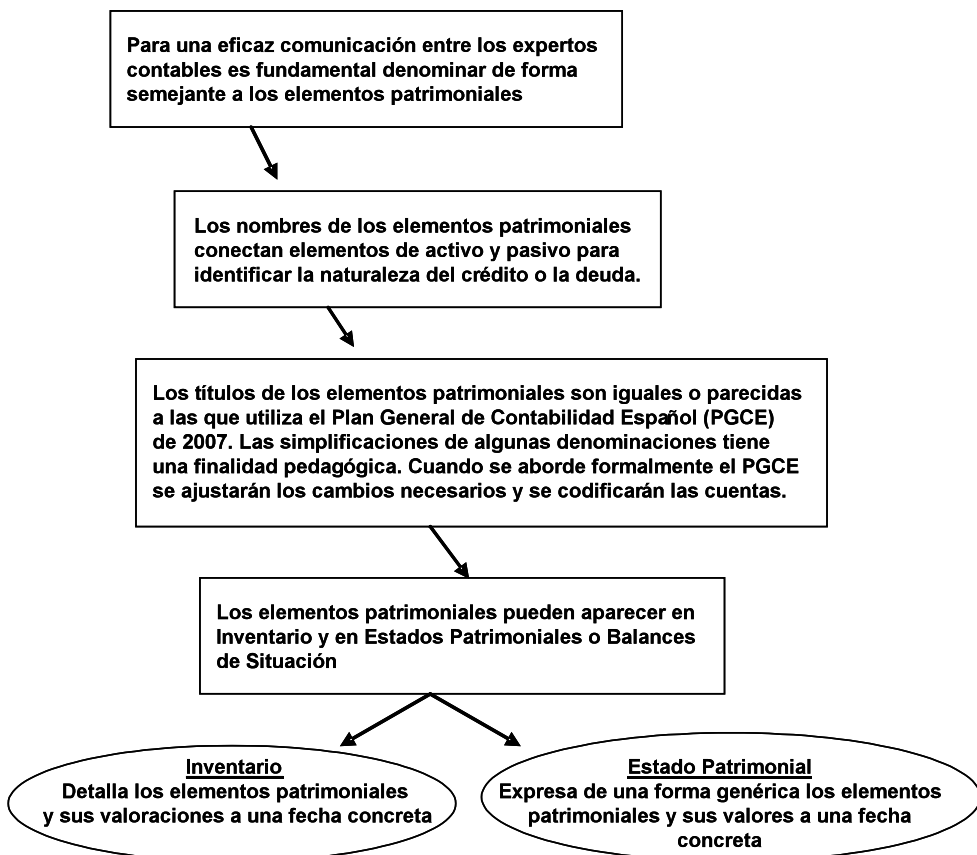 Para una eficaz comunicación entre los expertos
contables es fundamental denominar de forma
semejante a los elementos patrimoniales
Los nombres de los elementos patrimoniales
conectan elementos de activo y pasivo para
identificar la naturaleza del crédito o la deuda.
Los títulos de los elementos patrimoniales son iguales o parecidas
a las que utiliza el Plan General de Contabilidad Español (PGCE)
de 2007. Las simplificaciones de algunas denominaciones tiene
una finalidad pedagógica. Cuando se aborde formalmente el PGCE
se ajustarán los cambios necesarios y se codificarán las cuentas.
Los elementos patrimoniales pueden aparecer en
Inventario y en Estados Patrimoniales o Balances
de Situación
Inventario
Detalla los elementos patrimoniales
y sus valoraciones a una fecha concreta
Estado Patrimonial
Expresa de una forma genérica los elementos
patrimoniales y sus valores a una fecha
concreta